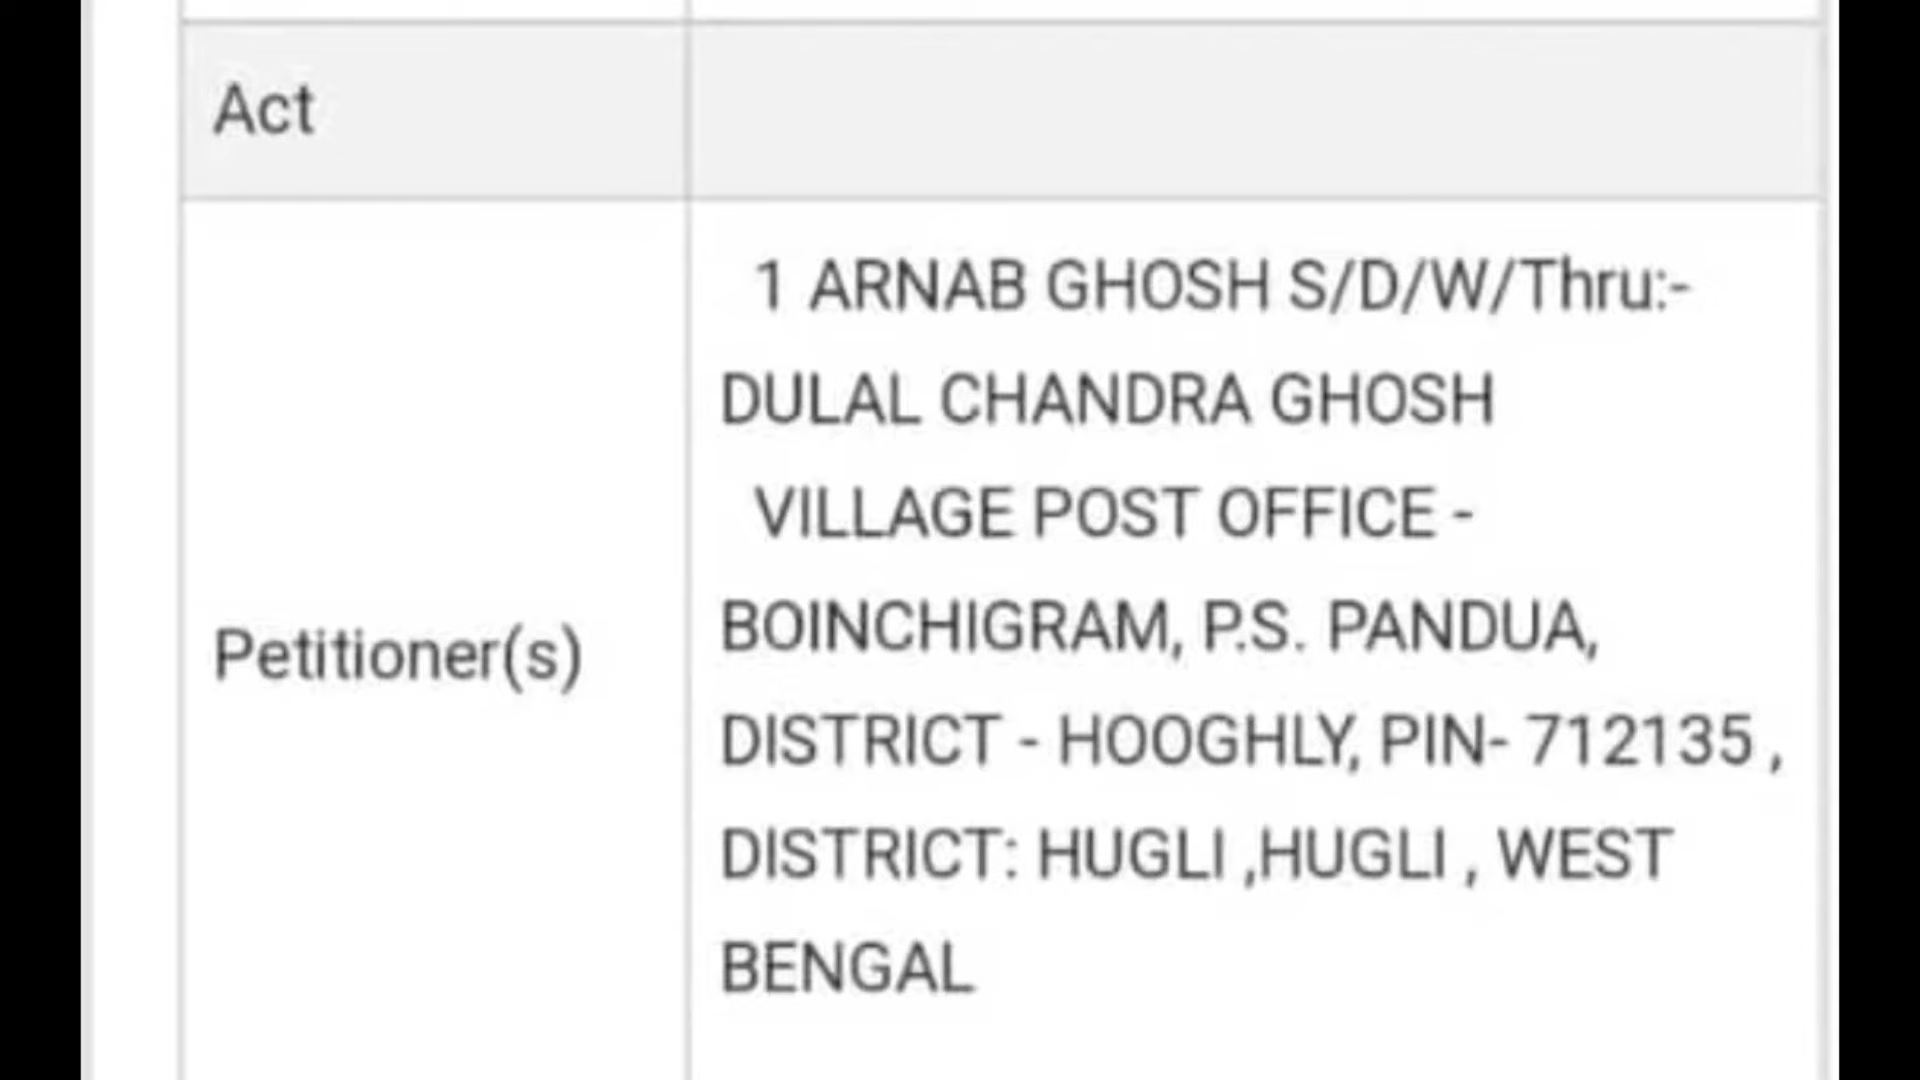 Act
Petitioner(s)
1 ARNAB GHOSH S/D/W/Thru:-
DULAL CHANDRA GHOSH
VILLAGE POST OFFICE -
BOINCHIGRAM, P.S. PANDUA,
DISTRICT - HOOGHLY, PIN- 712135 ,
DISTRICT: HUGLI ,HUGLI , WEST
BENGAL